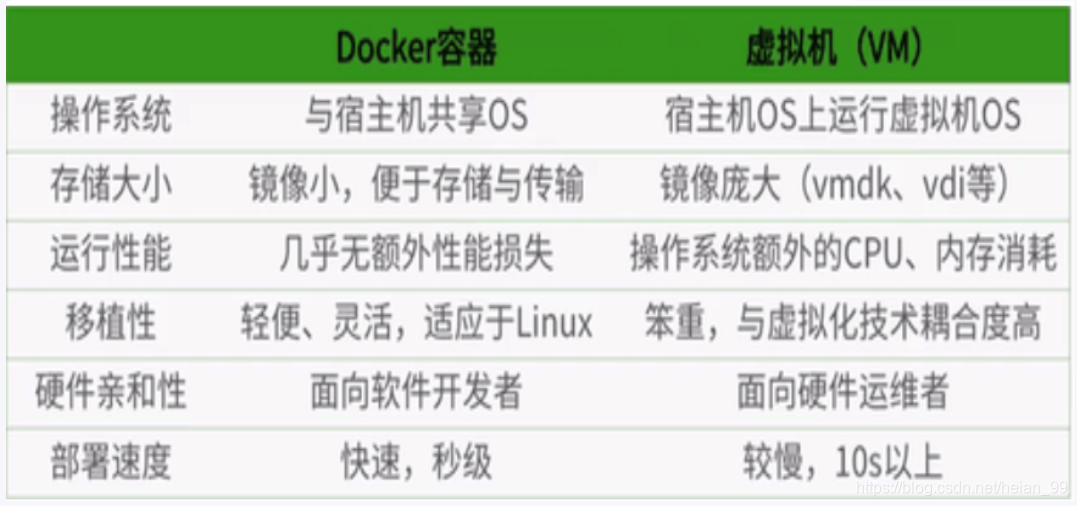 Docker容器 虚拟机（VM）
操作系统 与宿主机共享OS 宿主机OS上运行虚拟机OS
存储大小 镜像小，便于存储与传输 镜像庞大（vmdk、vdi等）
运行性能 几乎无额外性能损失 操作系统额外的CPU、内存消耗
移植性 轻便、灵活，适应于Linux 笨重，与虚拟化技术耦合度高
硬件亲和性 面向软件开发者 面向硬件运维者
部署速度 快速，秒级 较慢，10s以上
https://blog.csdn.net/heian_99